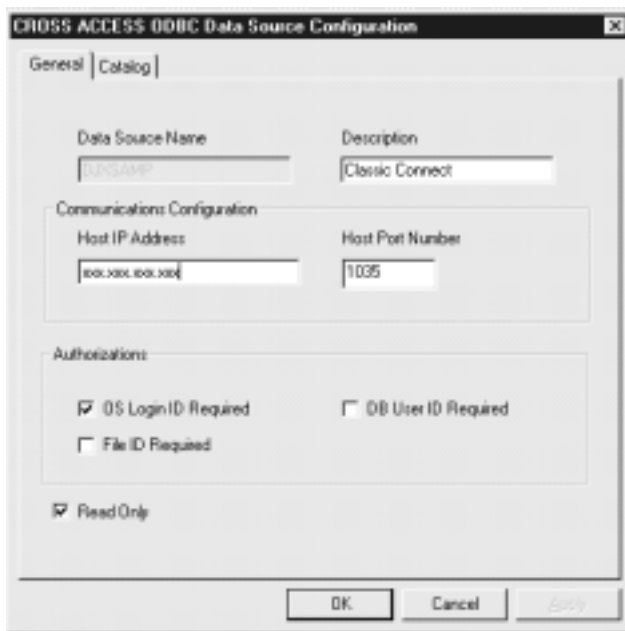 CROSS ACCESS ODBC Data Source Configuration
General Catalog
Data Source Name Description
DJXSAMP Classic Connect
Communications Configuration
Host IP Address Host Port Number
xxx.xxx.xxx.xxx 1035
Authorizations
OS Login ID Required DB User ID Required
File ID Required
Read Only
OK Cancel Apply